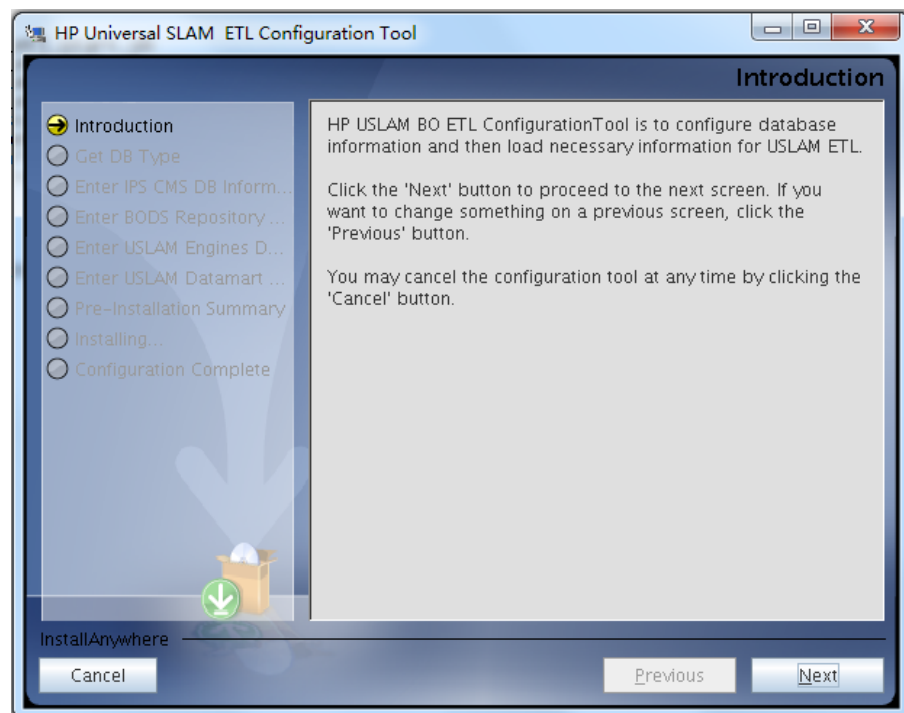 HP Universal SLAM ETL Configuration Tool
Introduction
Introduction
Get DB Type
Enter IPS CMS DB Inform...
Enter BODS Repository ...
Enter USLAM Engines D...
Enter USLAM Datamart ...
Pre-Installation Summary
Installing...
Configuration Complete
HP USLAM BO ETL ConfigurationTool is to configure database
information and then load necessary information for USLAM ETL.
Click the 'Next' button to proceed to the next screen. If you
want to change something on a previous screen, click the
'Previous' button.
You may cancel the configuration tool at any time by clicking the
'Cancel' button.
InstallAnywhere
Cancel
Previous
Next